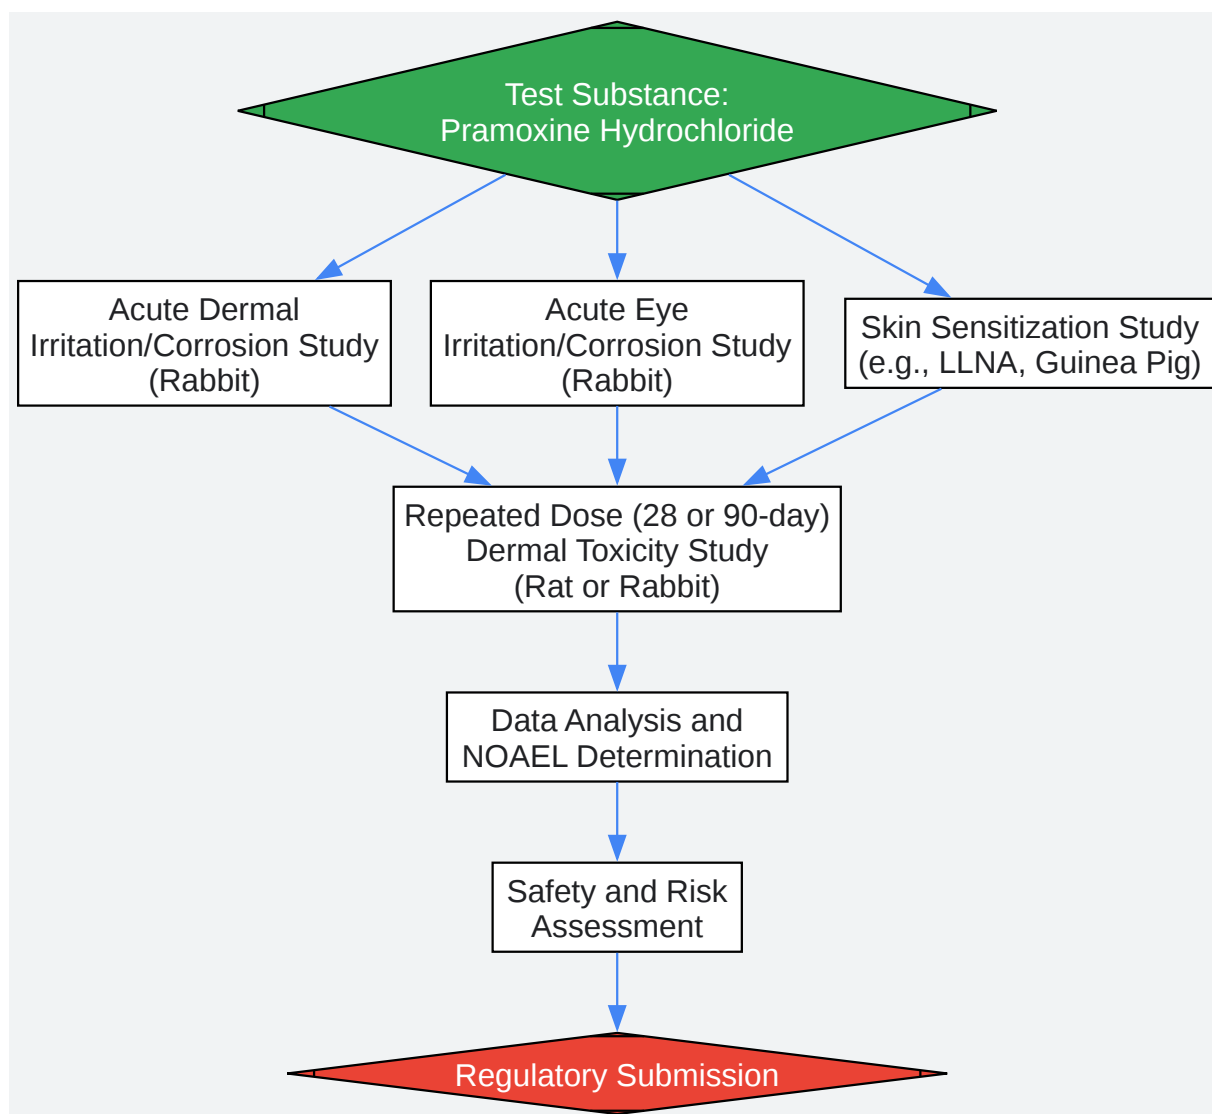 Test Substance:
Pramoxine Hydrochloride
Acute Dermal
Irritation/Corrosion Study
(Rabbit)
Acute Eye
Irritation/Corrosion Study
(Rabbit)
Skin Sensitization Study
(e.g., LLNA, Guinea Pig)
Repeated Dose (28 or 90-day)
Dermal Toxicity Study
(Rat or Rabbit)
Data Analysis and
NOAEL Determination
Safety and Risk
Assessment
Regulatory Submission